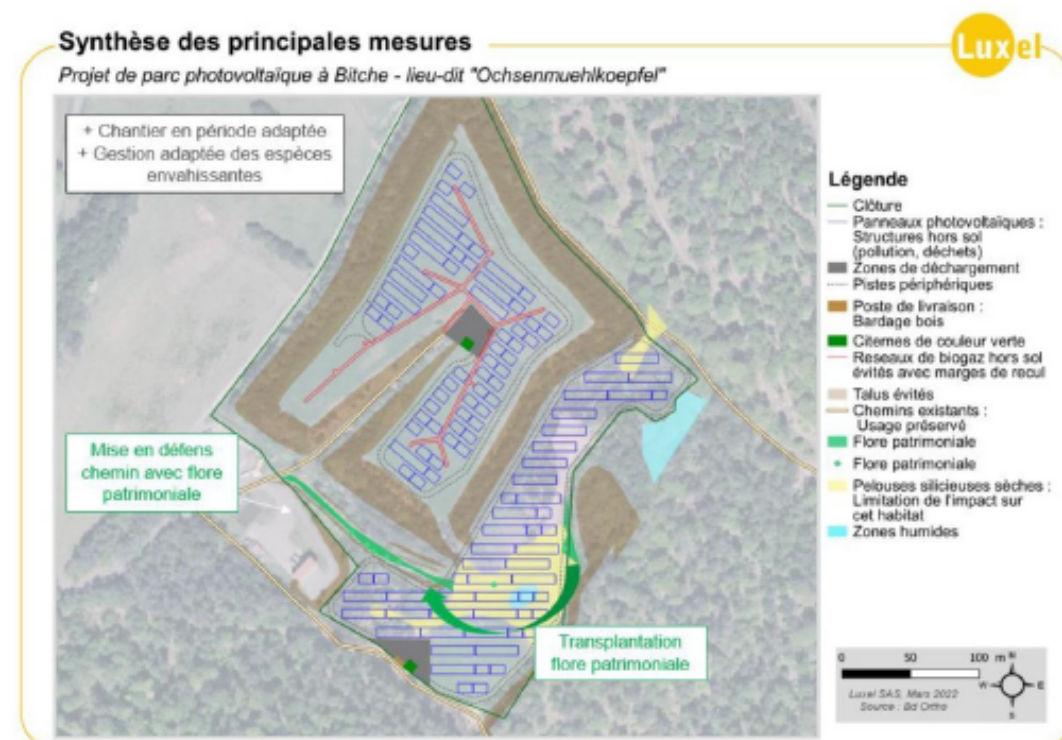 Synthèse des principales mesures
Luxel
Projet de parc photovoltaïque à Bitche - lieu-dit "Ochsenmuehlkoepfel"
+ Chantier en période adaptée
+ Gestion adaptée des espèces
envahissantes
Mise en défens
chemin avec flore
patrimoniale
Transplantation
flore patrimoniale
Légende
Clôture
Panneaux photovoltaïques :
Structures hors sol
(pollution, déchets)
Zones de déchargement
Pistes périphériques
Poste de livraison :
Bardage bois
Citernes de couleur verte
Reseaux de biogaz hors sol
évités avec marges de recul
Talus évités
Chemins existants :
Usage préservé
Flore patrimoniale
Flore patrimoniale
Pelouses silicieuses sèches :
Limitation de l'impact sur
cet habitat
Zones humides
0 50 100 m
N
W E
S
Luxel SAS, Mars 2022
Source : Bd Ortho